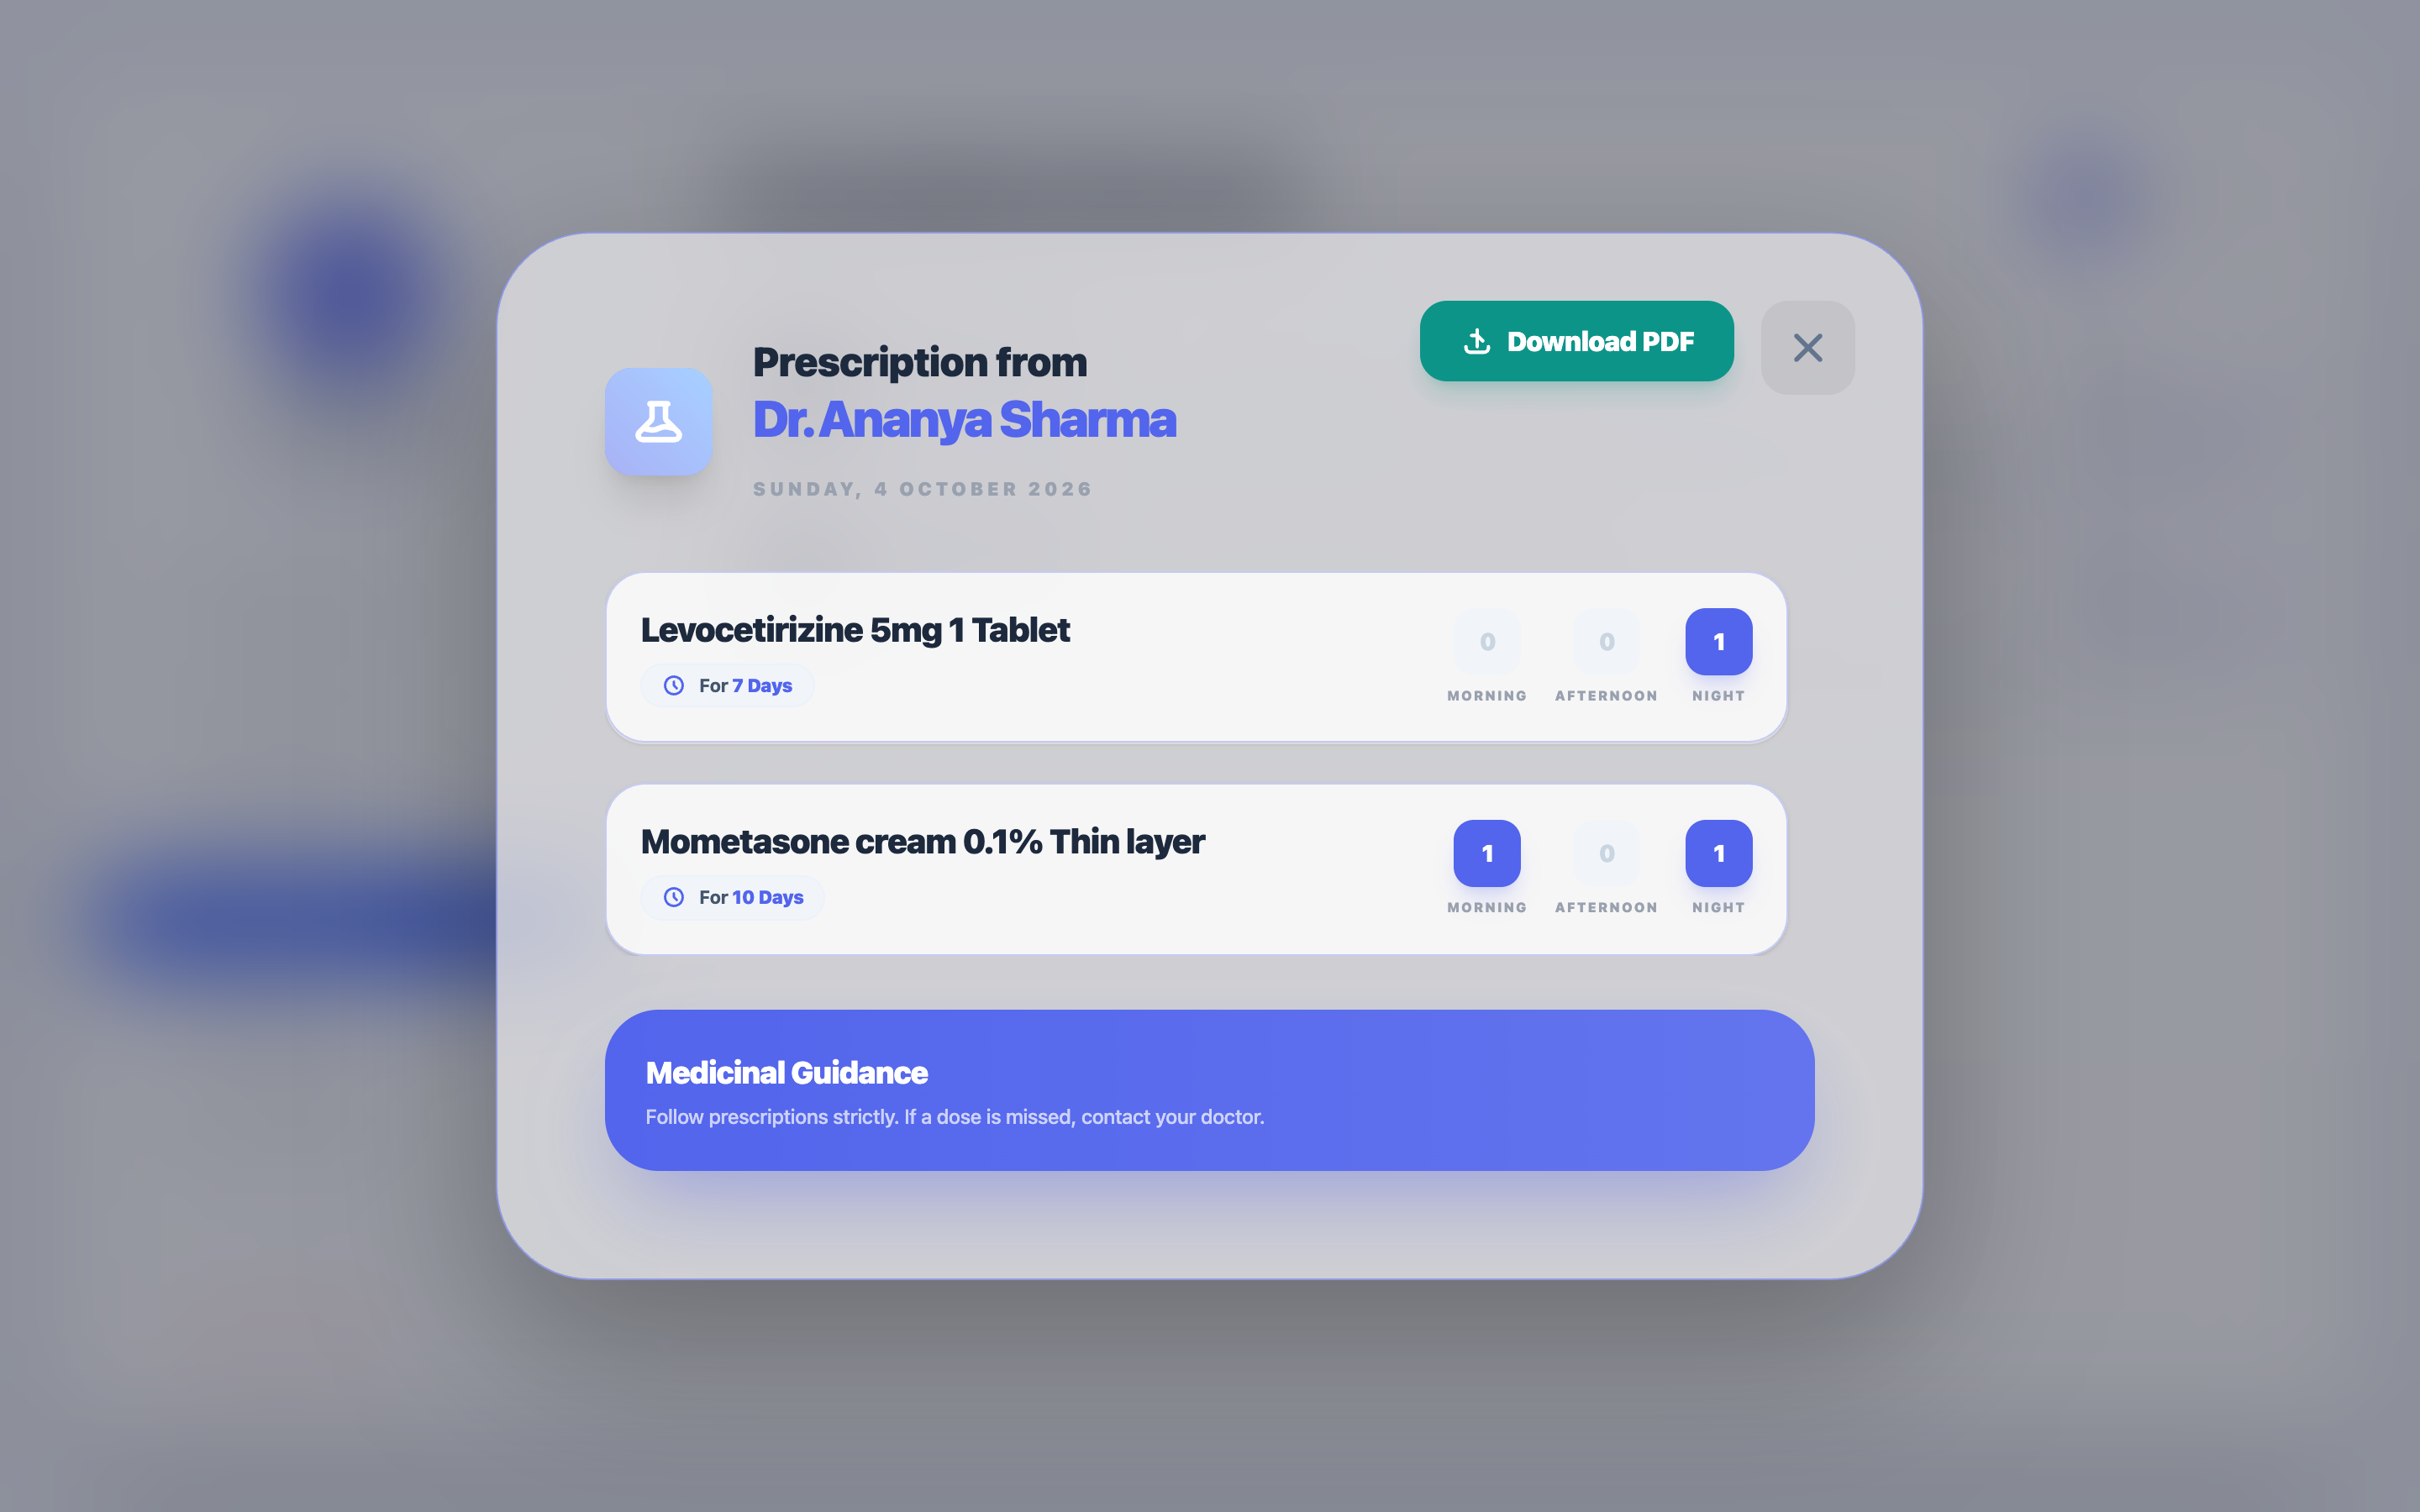 Prescription from
Dr. Ananya Sharma
SUNDAY, 4 OCTOBER 2026
Download PDF
Levocetirizine 5mg 1 Tablet
For 7 Days
0 0 1
MORNING AFTERNOON NIGHT
Mometasone cream 0.1% Thin layer
For 10 Days
1 0 1
MORNING AFTERNOON NIGHT
Medicinal Guidance
Follow prescriptions strictly. If a dose is missed, contact your doctor.